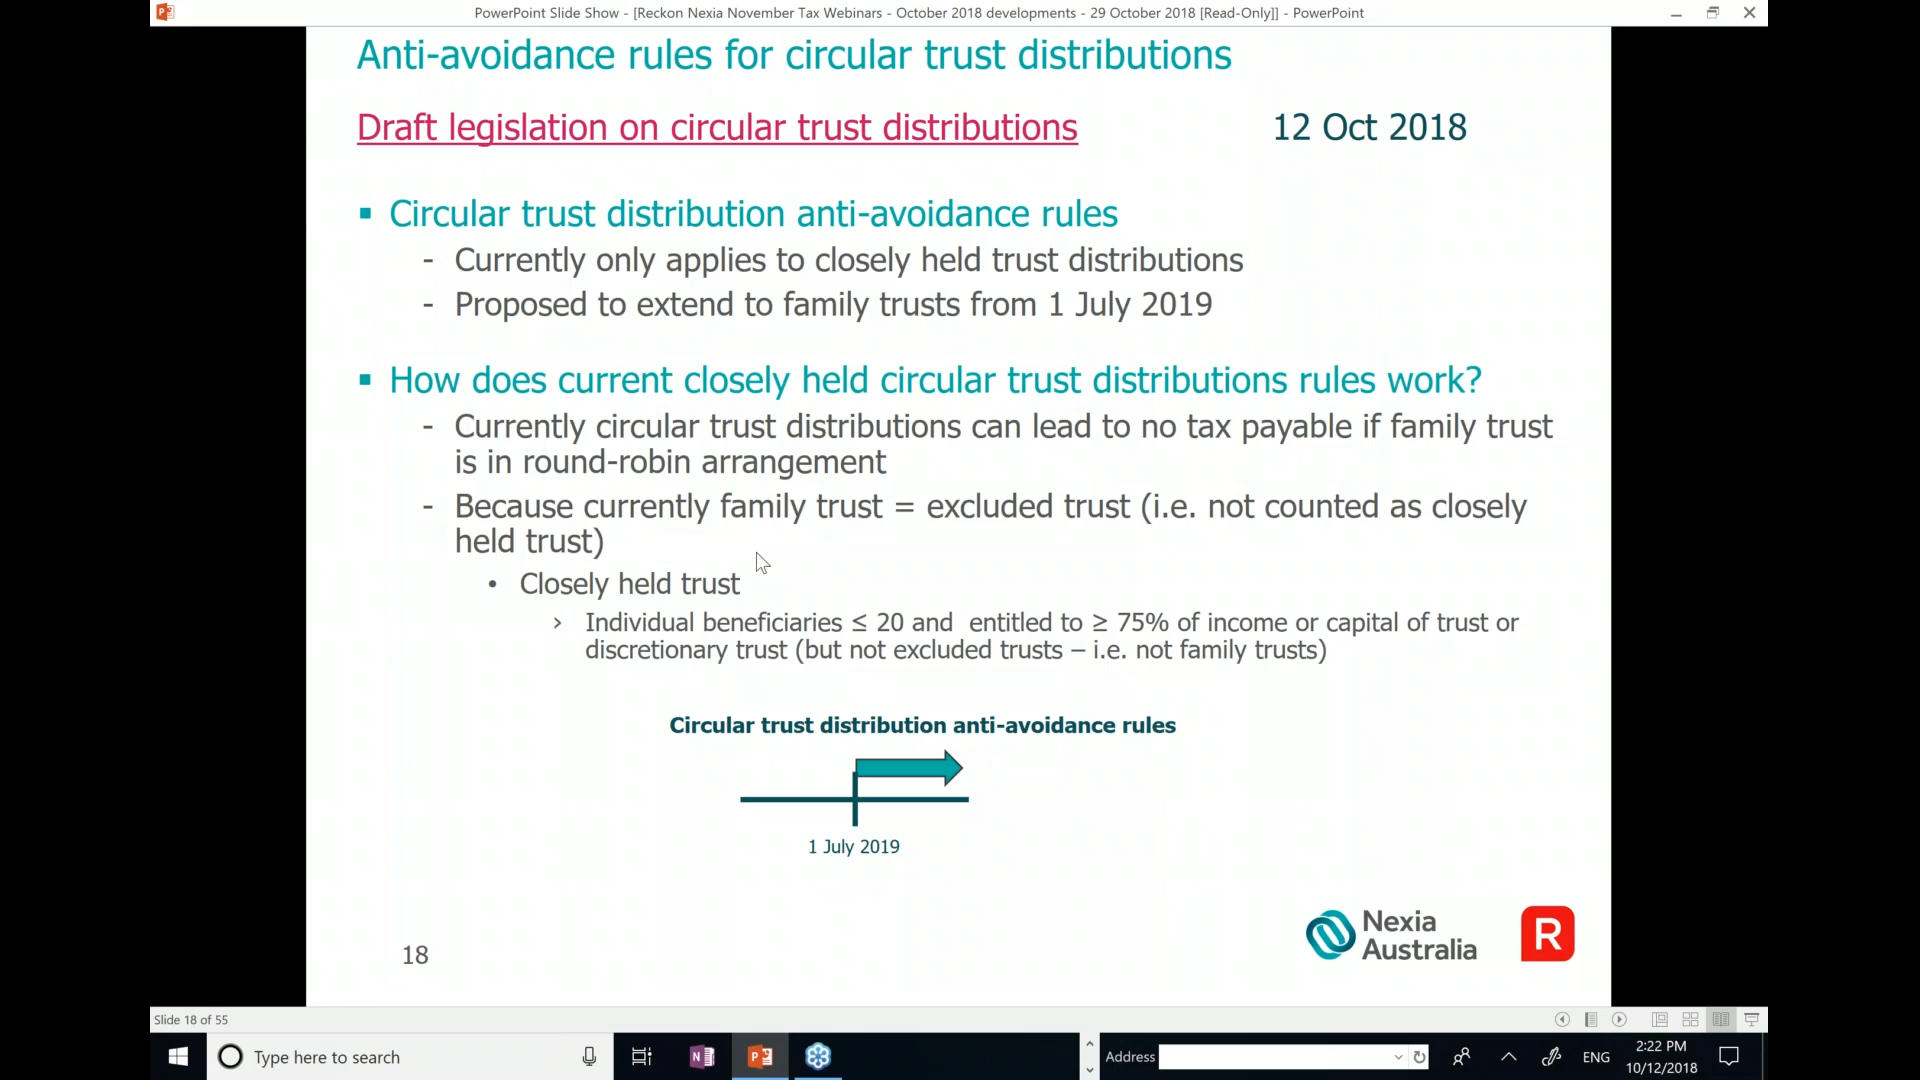 PowerPoint Slide Show - [Reckon Nexia November Tax Webinars - October 2018 developments - 29 October 2018 [Read-Only]] - PowerPoint
Anti-avoidance rules for circular trust distributions
Draft legislation on circular trust distributions 12 Oct 2018
▪ Circular trust distribution anti-avoidance rules
- Currently only applies to closely held trust distributions
- Proposed to extend to family trusts from 1 July 2019
▪ How does current closely held circular trust distributions rules work?
- Currently circular trust distributions can lead to no tax payable if family trust
is in round-robin arrangement
- Because currently family trust = excluded trust (i.e. not counted as closely
held trust)
• Closely held trust
› Individual beneficiaries ≤ 20 and entitled to ≥ 75% of income or capital of trust or
discretionary trust (but not excluded trusts – i.e. not family trusts)
Circular trust distribution anti-avoidance rules
1 July 2019
18
Nexia
Australia
R
Slide 18 of 55
Type here to search
N
P
Address
ENG
2:22 PM
10/12/2018